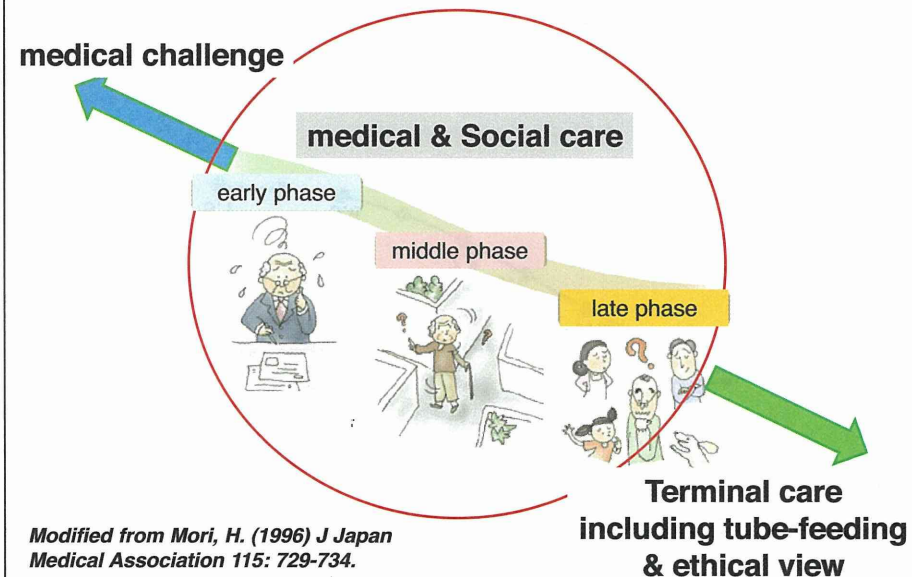 medical challenge
medical & Social care
early phase
middle phase
late phase
Terminal care
including tube-feeding
& ethical view
Modified from Mori, H. (1996) J Japan
Medical Association 115: 729-734.